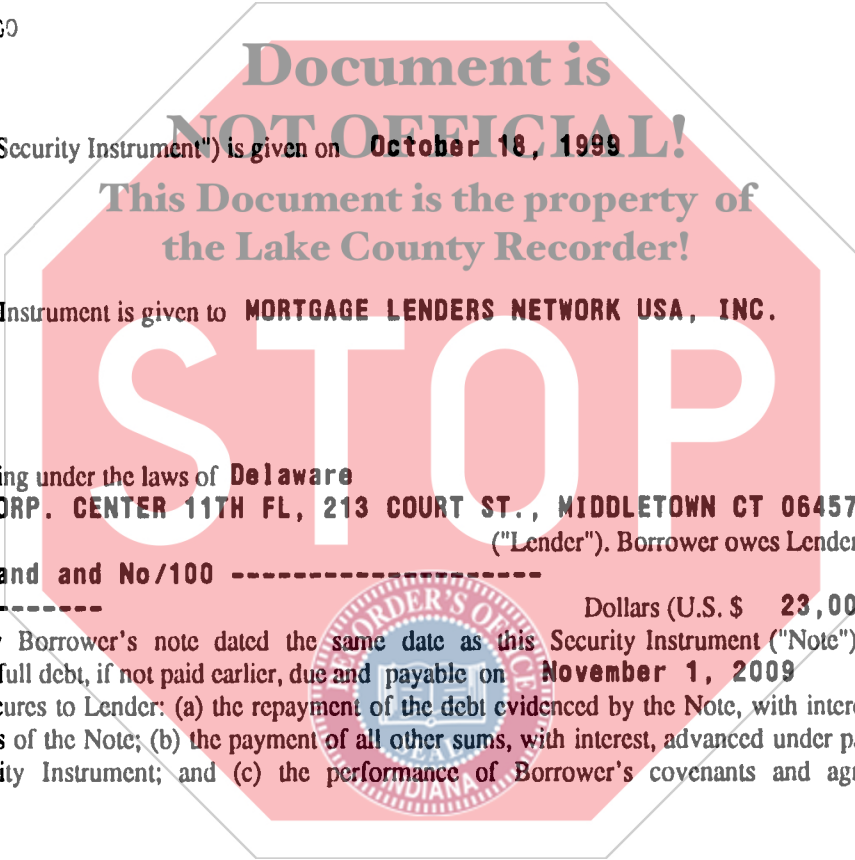 Document is
NOT OFFICIAL!
Security Instrument") is given on October 18, 1999
This Document is the property of
the Lake County Recorder!
Instrument is given to MORTGAGE LENDERS NETWORK USA, INC.
STOP
ing under the laws of Delaware
ORP. CENTER 11TH FL, 213 COURT ST., MIDDLETOWN CT 06457
("Lender"). Borrower owes Lender
and and No/100 --------------------
------- Dollars (U.S. $ 23,00
Borrower's note dated the same date as this Security Instrument ("Note")
full debt, if not paid earlier, due and payable on November 1, 2009
cures to Lender: (a) the repayment of the debt evidenced by the Note, with intere
s of the Note; (b) the payment of all other sums, with interest, advanced under p
ity Instrument; and (c) the performance of Borrower's covenants and agr
RECORDER'S OFFICE
SEAL
INDIANA